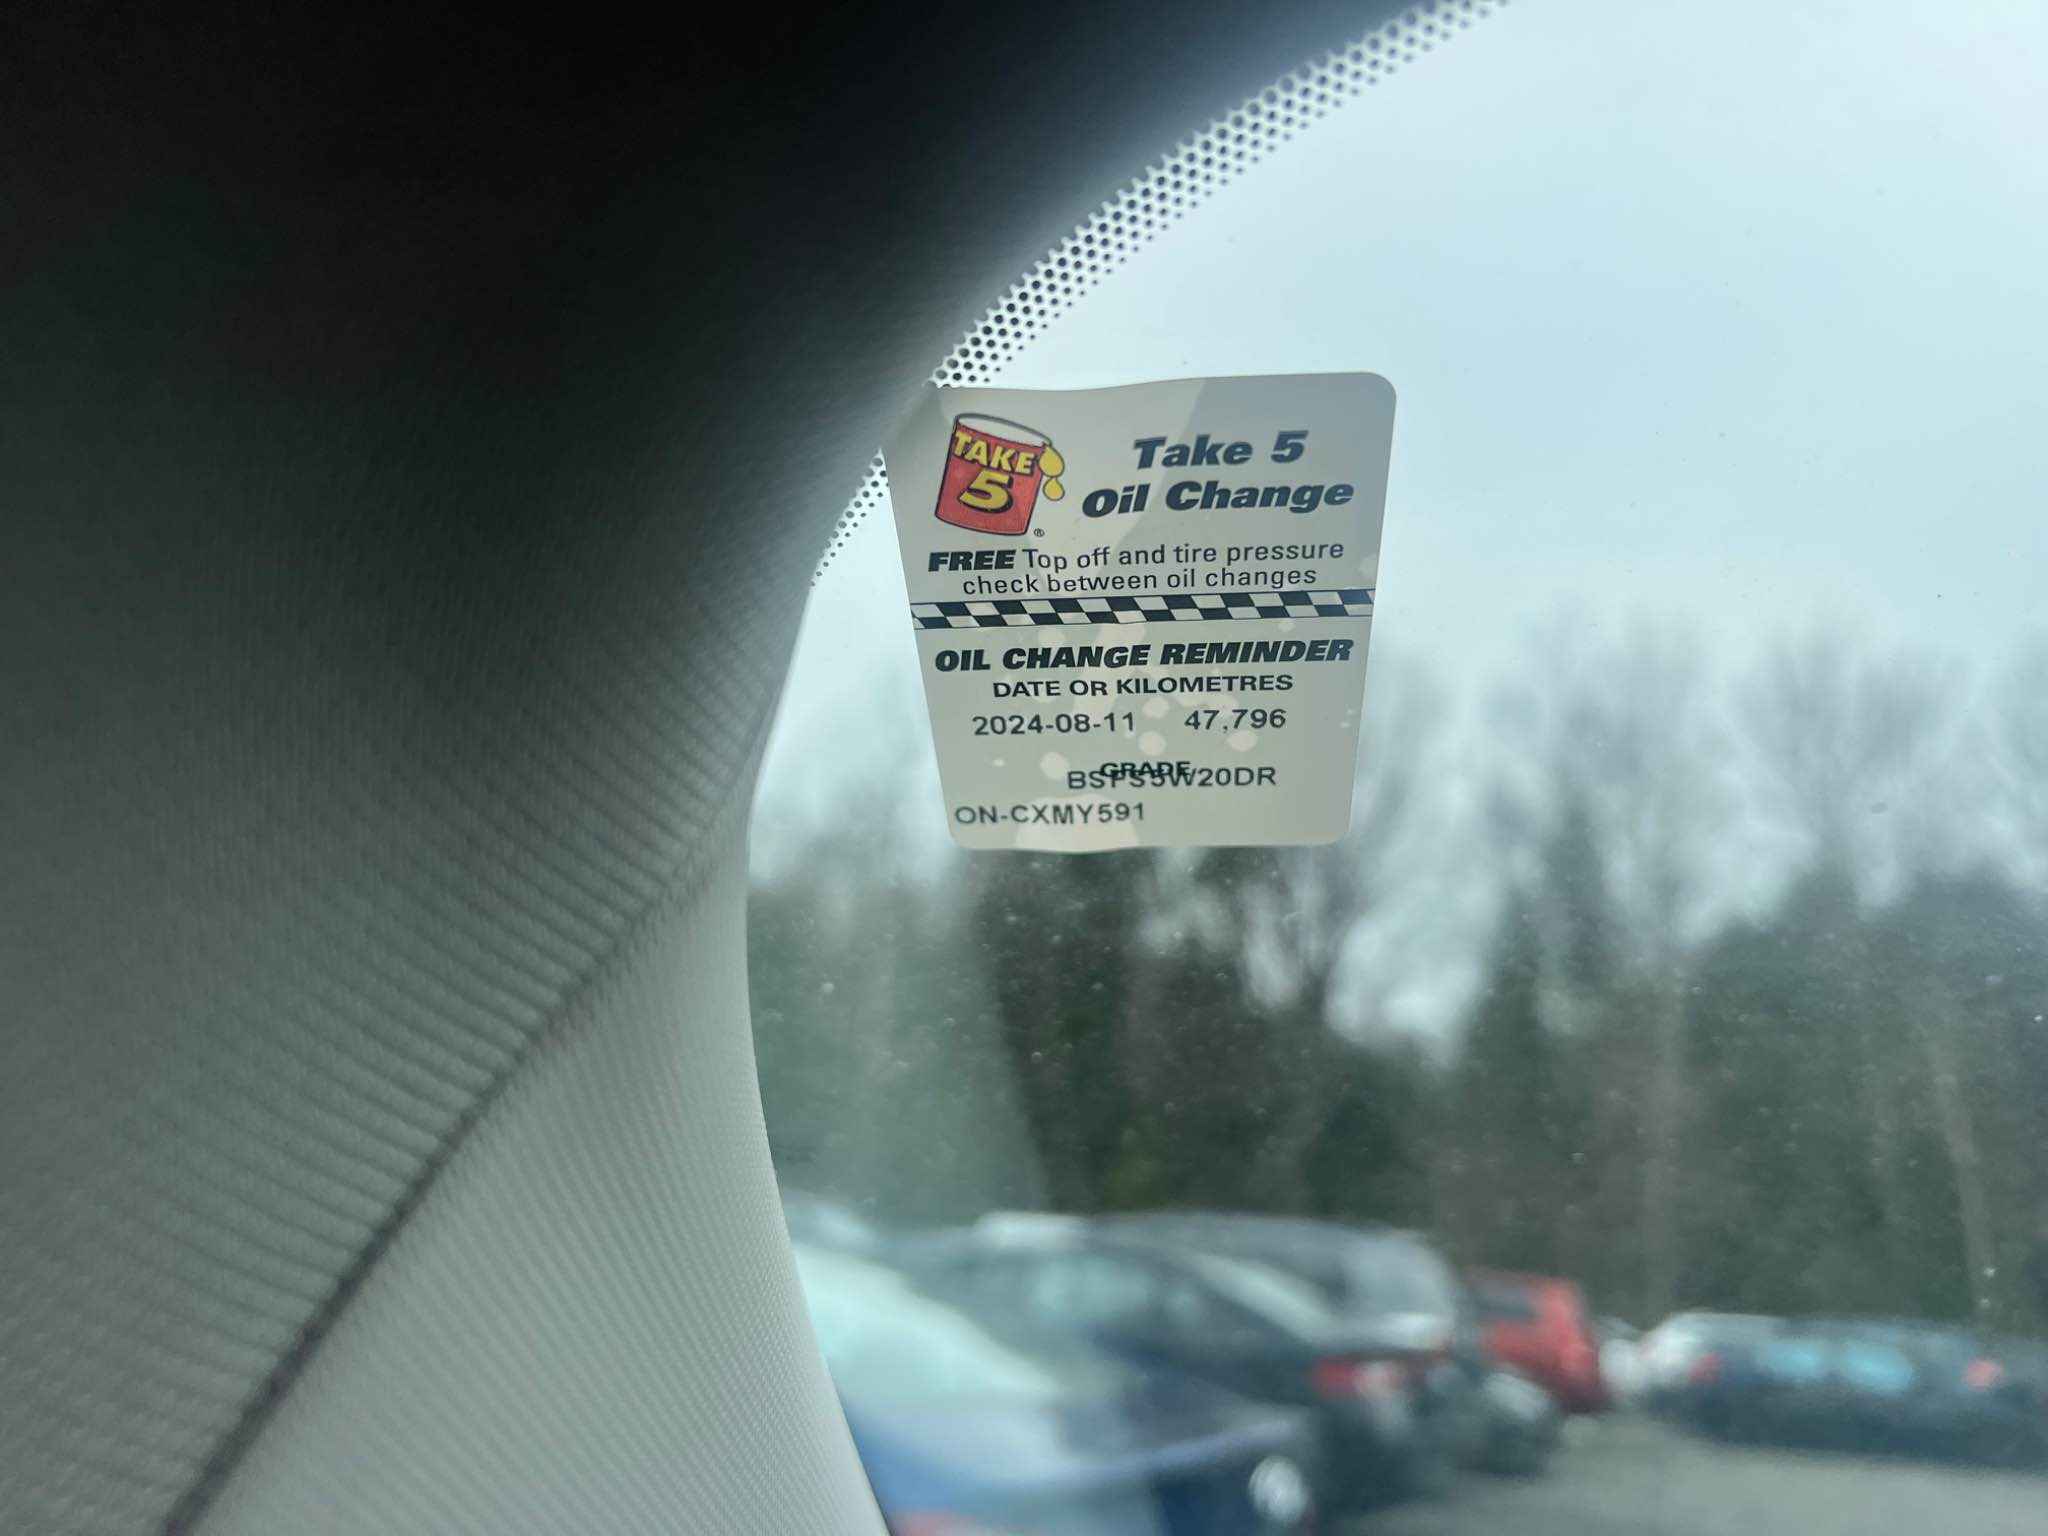 TAKE
5
®
Take 5
Oil Change
FREE Top off and tire pressure
check between oil changes
OIL CHANGE REMINDER
DATE OR KILOMETRES
2024-08-11 47,796
GRADE
BSFS5W20DR
ON-CXMY591